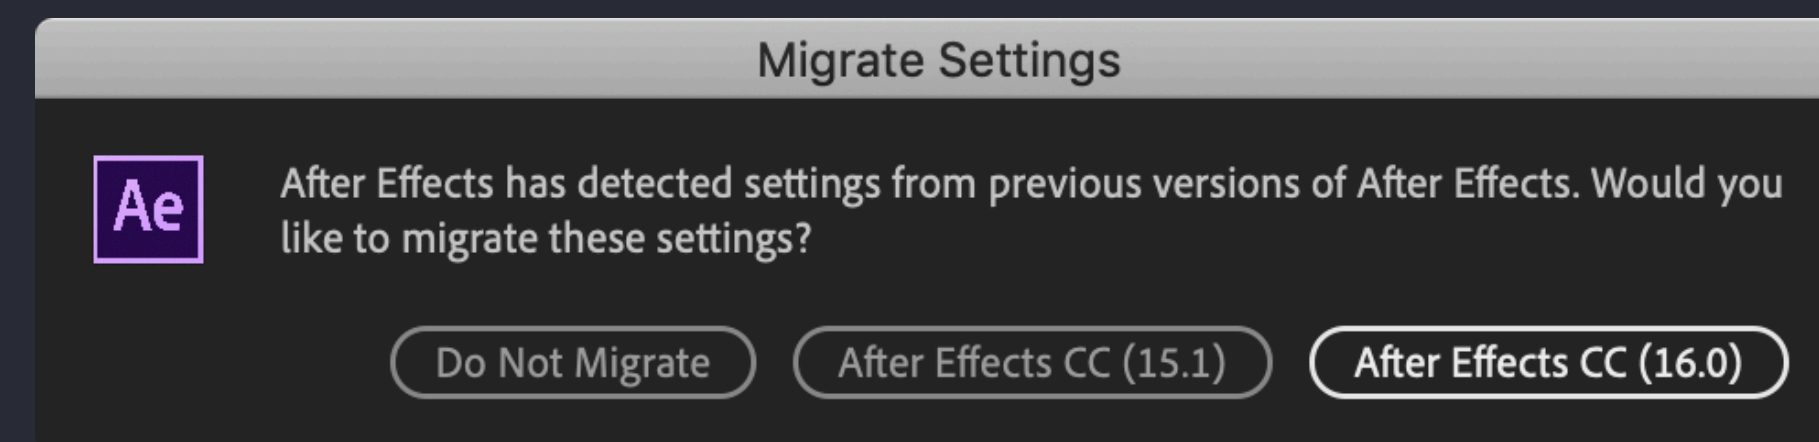 Migrate Settings
Ae
After Effects has detected settings from previous versions of After Effects. Would you
like to migrate these settings?
Do Not Migrate
After Effects CC (15.1)
After Effects CC (16.0)